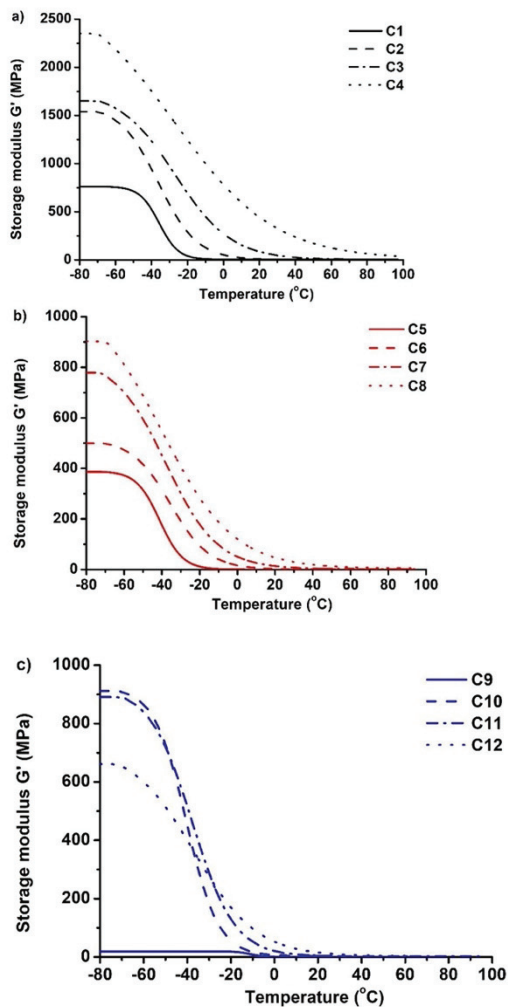 a)
Storage modulus G' (MPa)
2500
2000
1500
1000
500
0
-80 -60 -40 -20 0 20 40 60 80 100
Temperature (°C)
C1
C2
C3
C4
b)
Storage modulus G' (MPa)
1000
800
600
400
200
0
-80 -60 -40 -20 0 20 40 60 80 100
Temperature (°C)
C5
C6
C7
C8
c)
Storage modulus G' (MPa)
1000
800
600
400
200
0
-80 -60 -40 -20 0 20 40 60 80 100
Temperature (°C)
C9
C10
C11
C12